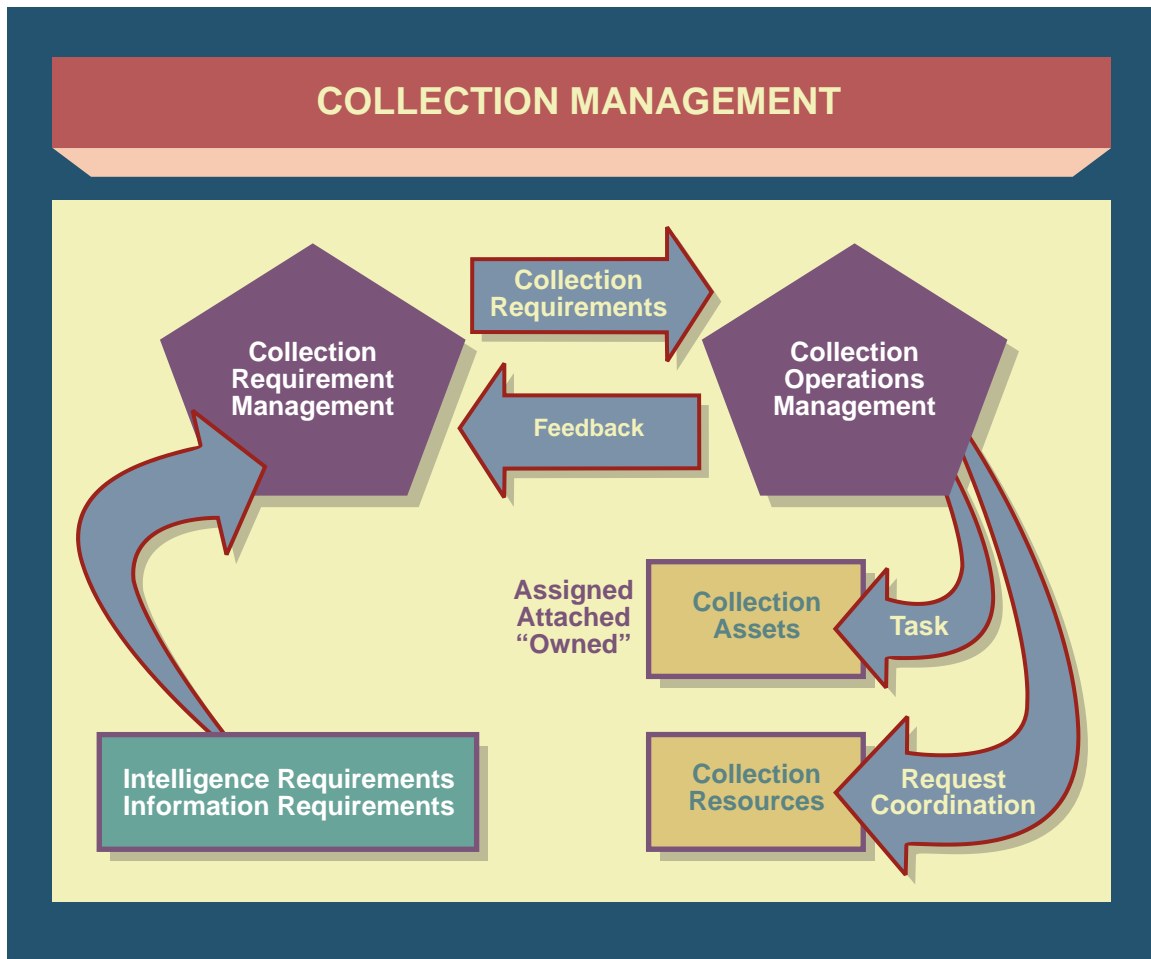 COLLECTION MANAGEMENT
Collection
Requirements
Collection
Requirement
Management
Collection
Operations
Management
Feedback
Assigned
Attached
“Owned”
Collection
Assets
Task
Intelligence Requirements
Information Requirements
Collection
Resources
Request
Coordination